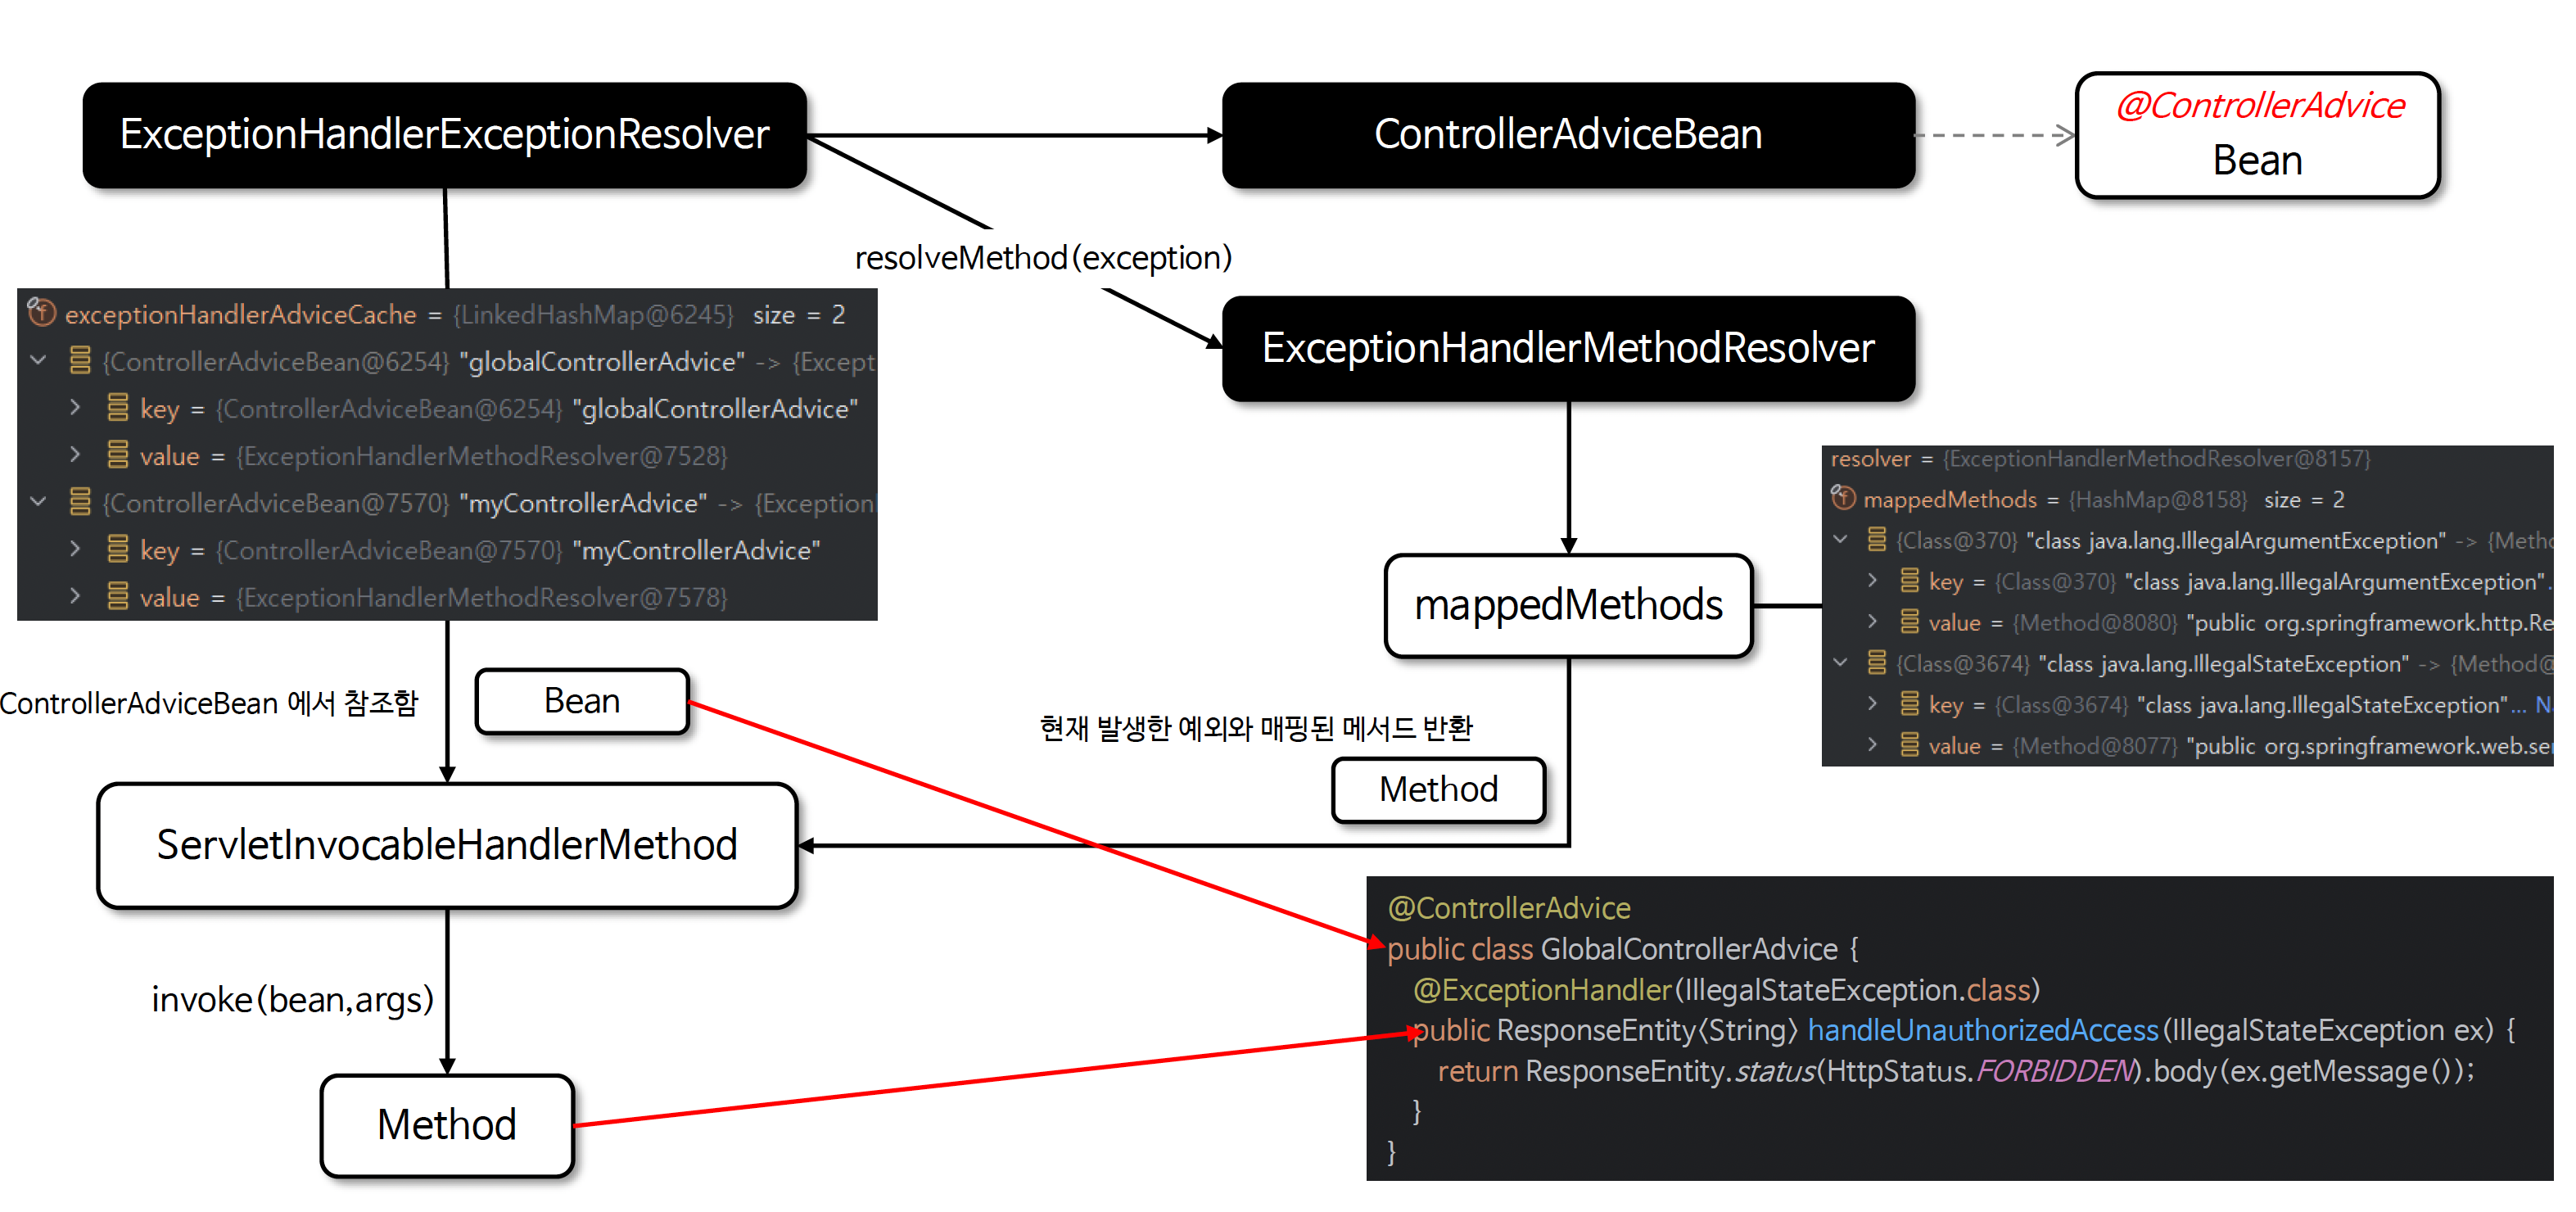 ExceptionHandlerExceptionResolver
ControllerAdviceBean
@ControllerAdvice
Bean
resolveMethod(exception)
exceptionHandlerAdviceCache = {LinkedHashMap@6245} size = 2
{ControllerAdviceBean@6254} "globalControllerAdvice" -> {Except
key = {ControllerAdviceBean@6254} "globalControllerAdvice"
value = {ExceptionHandlerMethodResolver@7528}
{ControllerAdviceBean@7570} "myControllerAdvice" -> {Exception
key = {ControllerAdviceBean@7570} "myControllerAdvice"
value = {ExceptionHandlerMethodResolver@7578}
ExceptionHandlerMethodResolver
resolver = {ExceptionHandlerMethodResolver@8157}
mappedMethods = {HashMap@8158} size = 2
{Class@370} "class java.lang.IllegalArgumentException" -> {Metho
key = {Class@370} "class java.lang.IllegalArgumentException"
value = {Method@8080} "public org.springframework.http.Re
{Class@3674} "class java.lang.IllegalStateException" -> {Method@
key = {Class@3674} "class java.lang.IllegalStateException"... Na
value = {Method@8077} "public org.springframework.web.ser
mappedMethods
ControllerAdviceBean 에서 참조함
Bean
현재 발생한 예외와 매핑된 메서드 반환
Method
ServletInvocableHandlerMethod
invoke(bean,args)
Method
@ControllerAdvice
public class GlobalControllerAdvice {
@ExceptionHandler(IllegalStateException.class)
public ResponseEntity<String> handleUnauthorizedAccess(IllegalStateException ex) {
return ResponseEntity.status(HttpStatus.FORBIDDEN).body(ex.getMessage());
}
}